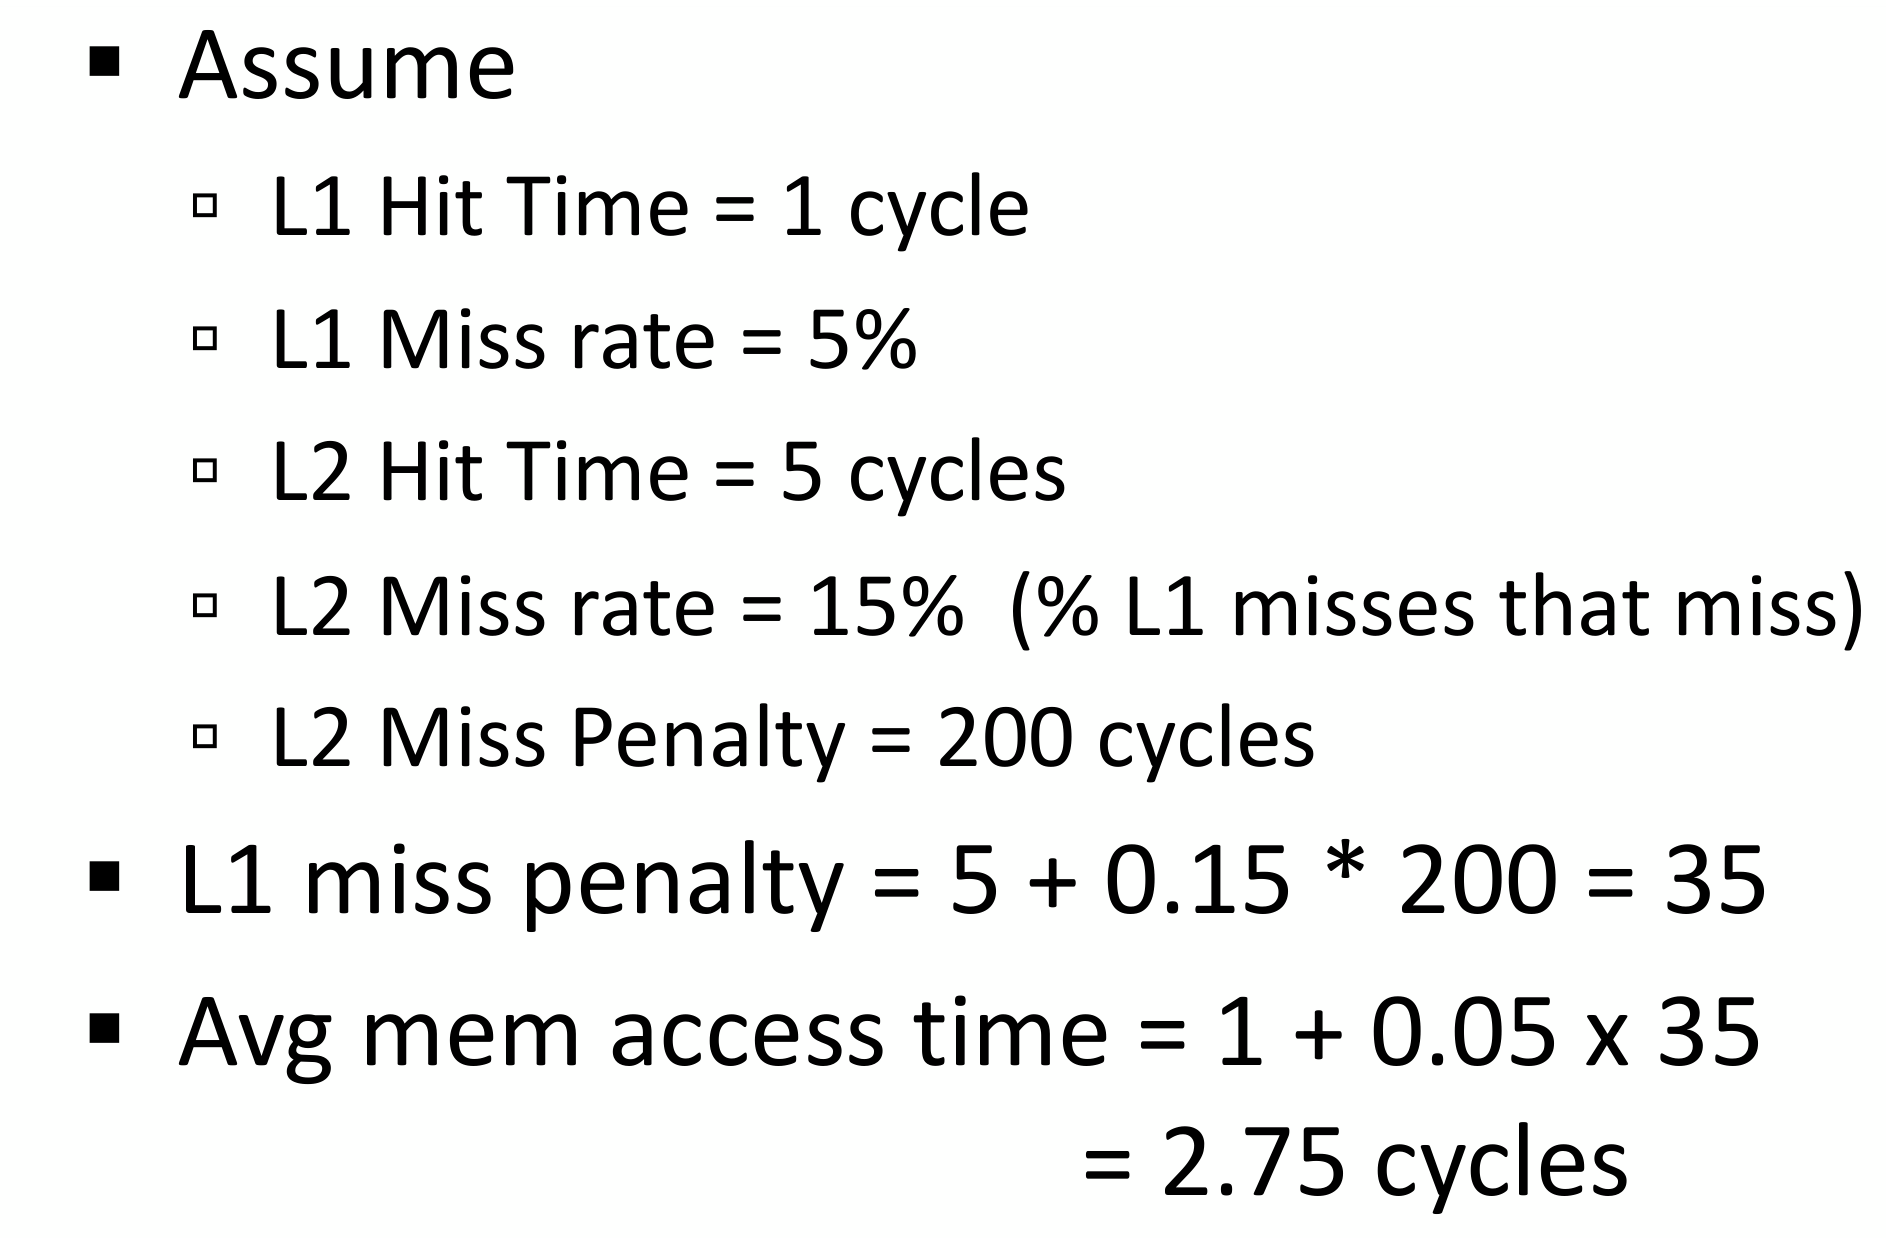 ▪ Assume
▫ L1 Hit Time = 1 cycle
▫ L1 Miss rate = 5%
▫ L2 Hit Time = 5 cycles
▫ L2 Miss rate = 15% (% L1 misses that miss)
▫ L2 Miss Penalty = 200 cycles
▪ L1 miss penalty = 5 + 0.15 * 200 = 35
▪ Avg mem access time = 1 + 0.05 x 35
= 2.75 cycles